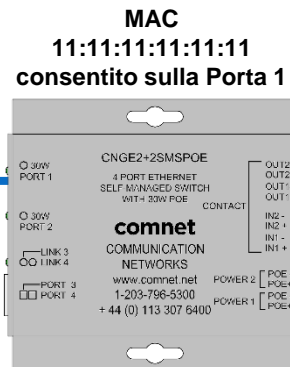 MAC
11:11:11:11:11:11
consentito sulla Porta 1
CNGE2+2SMSPOE
4 PORT ETHERNET
SELF MANAGED SWITCH
WITH 30W POE
30W
PORT 1
30W
PORT 2
LINK 3
LINK 4
PORT 3
PORT 4
comnet
COMMUNICATION
NETWORKS
www.comnet.net
1-203-796-5300
+ 44 (0) 113 307 6400
CONTACT
OUT2
OUT2
OUT1
OUT1
IN2 -
IN2 +
IN1 -
IN1 +
POWER 2
POE
POE+
POWER 1
POE
POE+